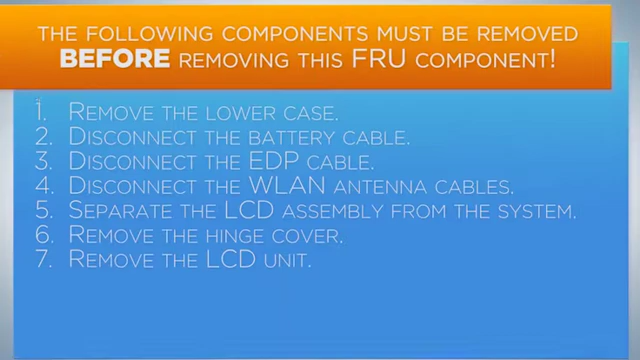 THE FOLLOWING COMPONENTS MUST BE REMOVED
BEFORE REMOVING THIS FRU COMPONENT!
1. REMOVE THE LOWER CASE.
2. DISCONNECT THE BATTERY CABLE.
3. DISCONNECT THE EDP CABLE.
4. DISCONNECT THE WLAN ANTENNA CABLES.
5. SEPARATE THE LCD ASSEMBLY FROM THE SYSTEM.
6. REMOVE THE HINGE COVER.
7. REMOVE THE LCD UNIT.